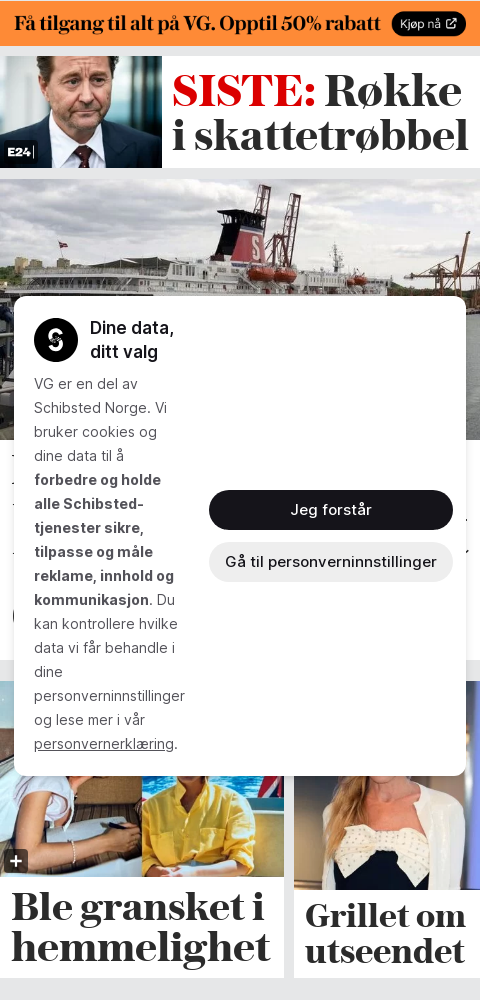 Få tilgang til alt på VG. Opptil 50% rabatt
Kjøp nå
SISTE: Røkke
i skattetrøbbel
E24
S
Dine data,
ditt valg
VG er en del av
Schibsted Norge. Vi
bruker cookies og
dine data til å
forbedre og holde
alle Schibsted-
tjenester sikre,
tilpasse og måle
reklame, innhold og
kommunikasjon. Du
kan kontrollere hvilke
data vi får behandle i
dine
personverninnstillinger
og lese mer i vår
personvernerklæring.
Jeg forstår
Gå til personverninnstillinger
Ble gransket i
hemmelighet
Grillet om
utseendet